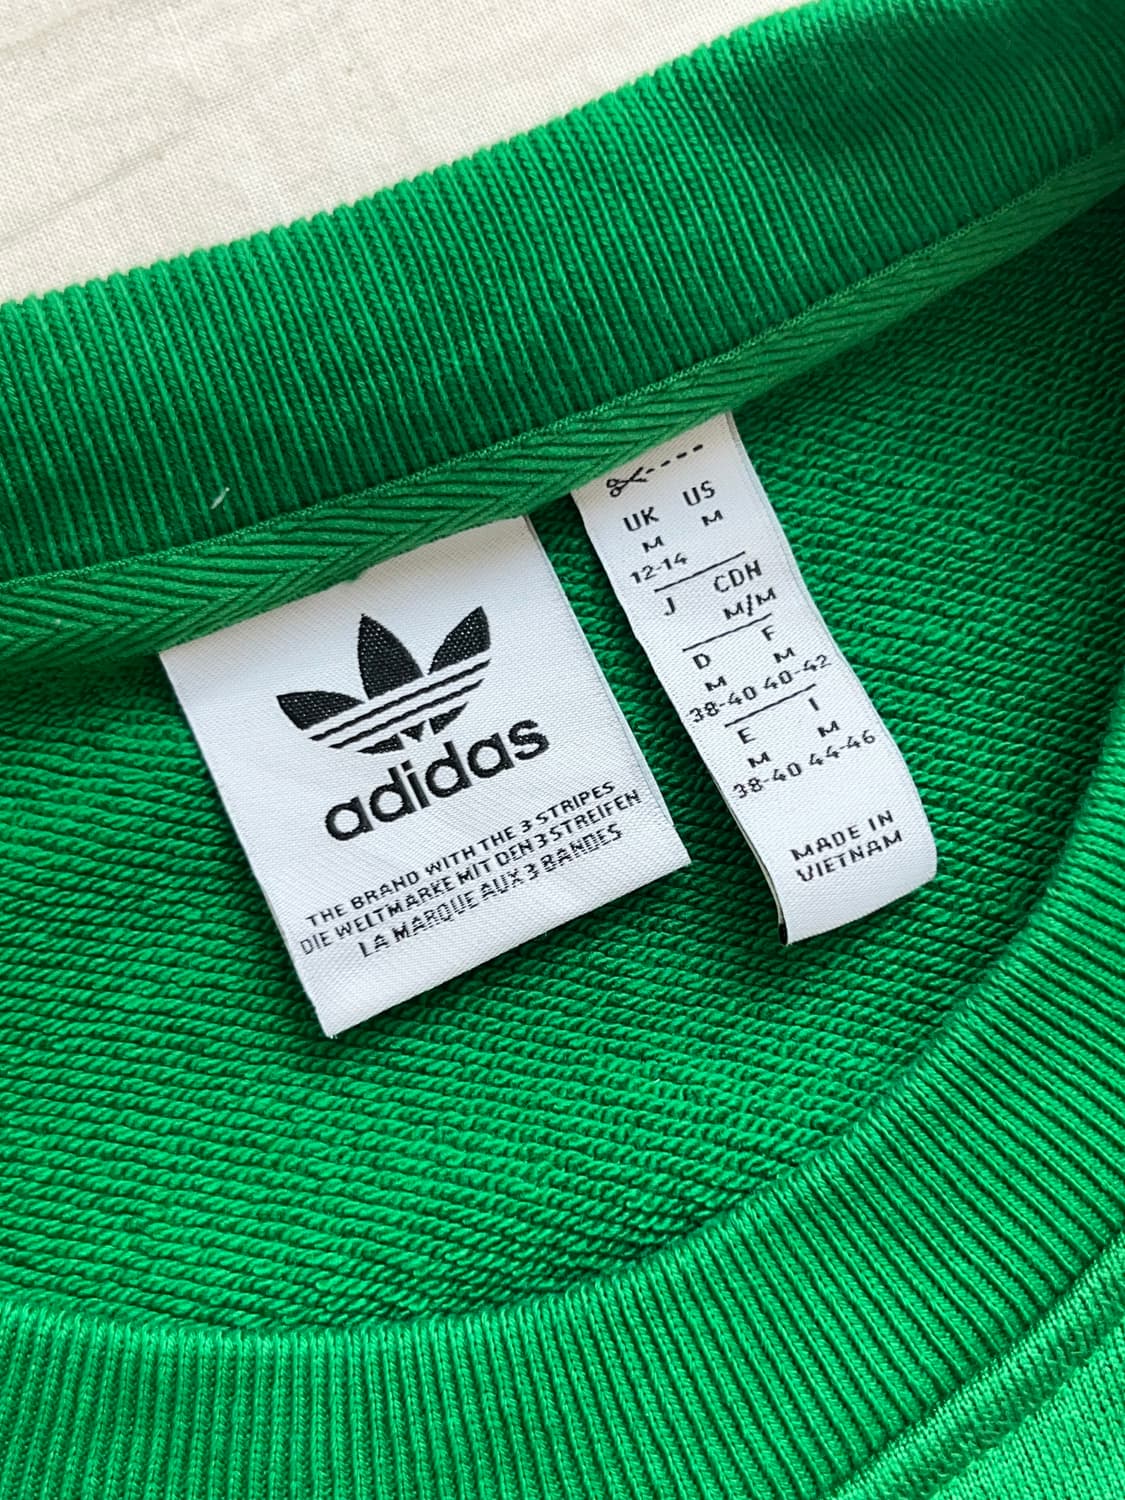 adidas
THE BRAND WITH THE 3 STRIPES
DIE WELTMARKE MIT DEN 3 STREIFEN
LA MARQUE AUX 3 BANDES
UK US
M M
12-14
J CDN
M/M
D F
M M
38-40 40-42
E I
M M
38-40 44-46
MADE IN
VIETNAM